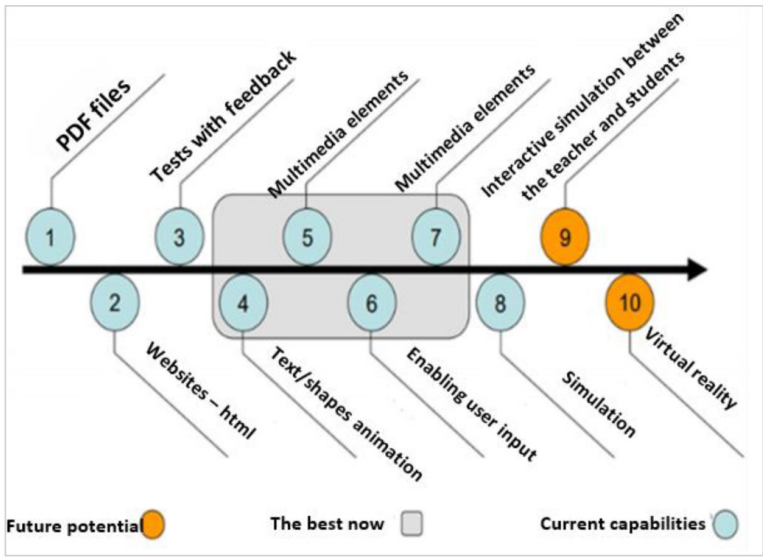 PDF files
Tests with feedback
Multimedia elements
Multimedia elements
Interactive simulation between
the teacher and students
1
3
5
7
9
2
4
6
8
10
Websites – html
Text/shapes animation
Enabling user input
Simulation
Virtual reality
Future potential
The best now
Current capabilities